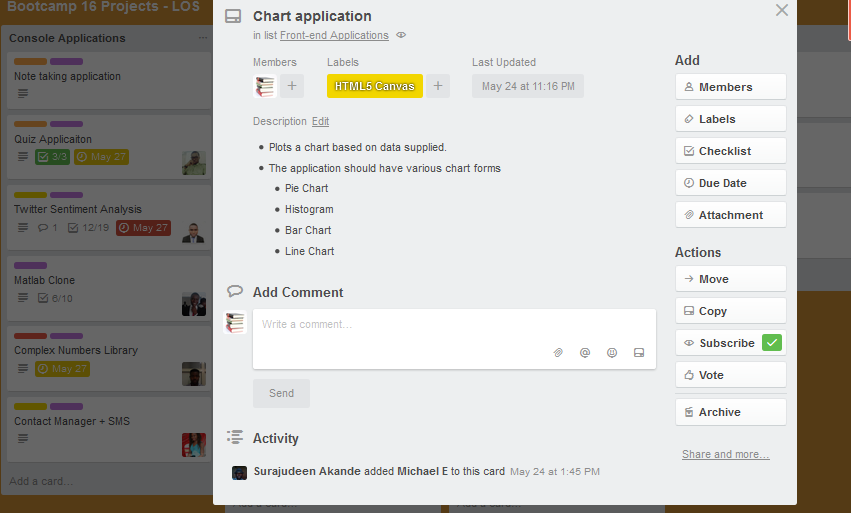 Bootcamp 16 Projects - LOS
Console Applications ...
Note taking application
Quiz Applicaiton
3/3 May 27
Twitter Sentiment Analysis
1 12/19 May 27
Matlab Clone
6/10
Complex Numbers Library
May 27
Contact Manager + SMS
Add a card…
Chart application
in list Front-end Applications
Members Labels Last Updated
+ HTML5 Canvas + May 24 at 11:16 PM
Description Edit
• Plots a chart based on data supplied.
• The application should have various chart forms
• Pie Chart
• Histogram
• Bar Chart
• Line Chart
Add Comment
Write a comment…
@
Send
Activity
Surajudeen Akande added Michael E to this card May 24 at 1:45 PM
Add
Members
Labels
Checklist
Due Date
Attachment
Actions
Move
Copy
Subscribe
Vote
Archive
Share and more…